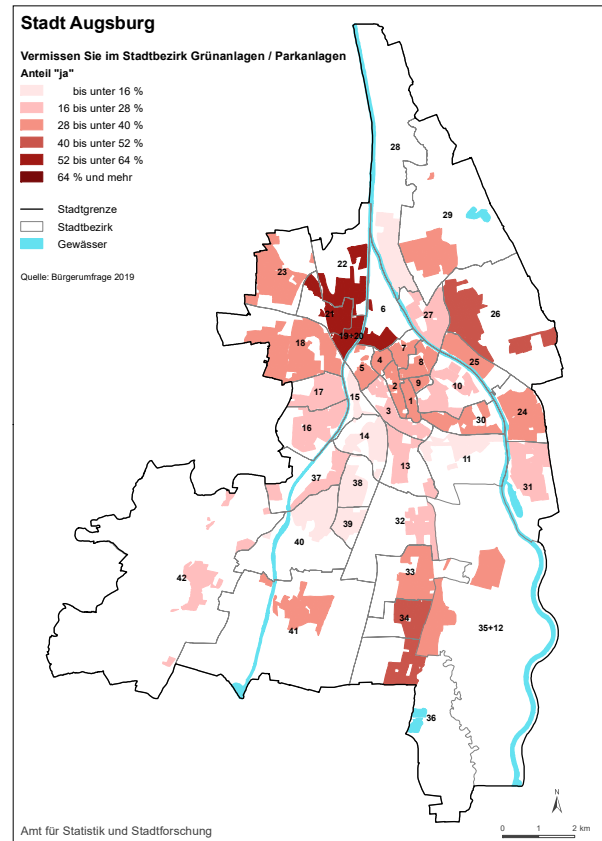 Stadt Augsburg
Vermissen Sie im Stadtbezirk Grünanlagen / Parkanlagen
Anteil "ja"
bis unter 16 %
16 bis unter 28 %
28 bis unter 40 %
40 bis unter 52 %
52 bis unter 64 %
64 % und mehr
Stadtgrenze
Stadtbezirk
Gewässer
Quelle: Bürgerumfrage 2019
28
29
23
22
6
27
26
21
19+20
18
7
4
8
25
5
9
2
10
17
15
1
24
3
30
16
14
13
11
31
37
38
32
39
40
42
33
34
35+12
41
36
N
Amt für Statistik und Stadtforschung
0 1 2 km